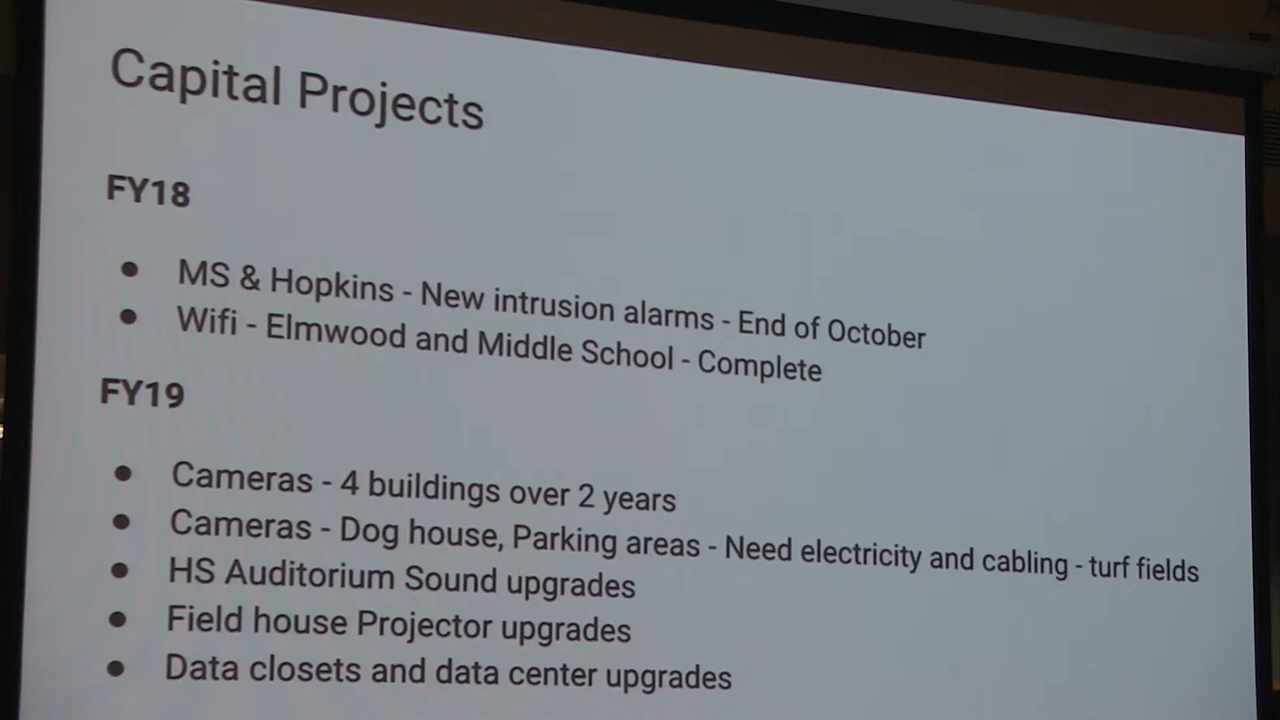 Capital Projects
FY18
● MS & Hopkins - New intrusion alarms - End of October
● Wifi - Elmwood and Middle School - Complete
FY19
● Cameras - 4 buildings over 2 years
● Cameras - Dog house, Parking areas - Need electricity and cabling - turf fields
● HS Auditorium Sound upgrades
● Field house Projector upgrades
● Data closets and data center upgrades